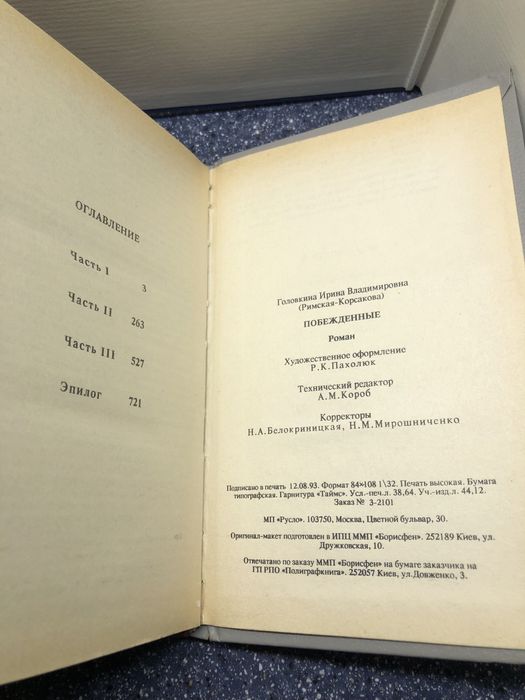 ОГЛАВЛЕНИЕ
Часть I 3
Часть II 263
Часть III 527
Эпилог 721
Головкина Ирина Владимировна
(Римская-Корсакова)
ПОБЕЖДЕННЫЕ
Роман
Художественное оформление
Р.К.Пахолюк
Технический редактор
А.М.Короб
Корректоры
Н.А.Белокриницкая, Н.М.Мирошниченко
Подписано в печать 12.08.93. Формат 84×108 1\32. Печать высокая. Бумага
типографская. Гарнитура «Таймс». Усл.-печ.л. 38,64. Уч.-изд.л. 44,12.
Заказ № 3-2101
МП «Русло». 103750, Москва, Цветной бульвар, 30.
Оригинал-макет подготовлен в ИПЦ ММП «Борисфен». 252189 Киев, ул.
Дружковская, 10.
Отпечатано по заказу ММП «Борисфен» на бумаге заказчика на
ГП РПО «Полиграфкнига». 252057 Киев, ул.Довженко, 3.